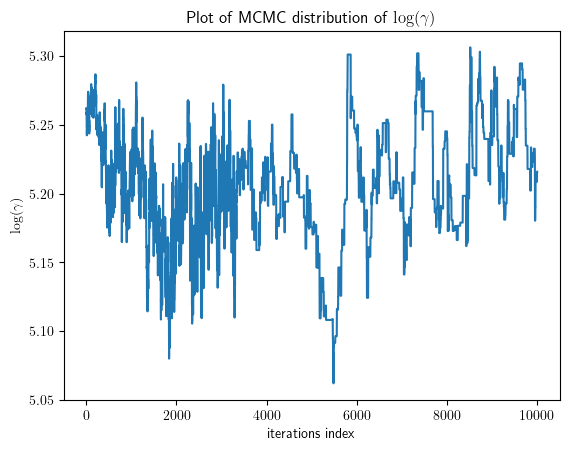 Plot of MCMC distribution of log(γ)
log(γ)
5.30
5.25
5.20
5.15
5.10
5.05
0 2000 4000 6000 8000 10000
iterations index